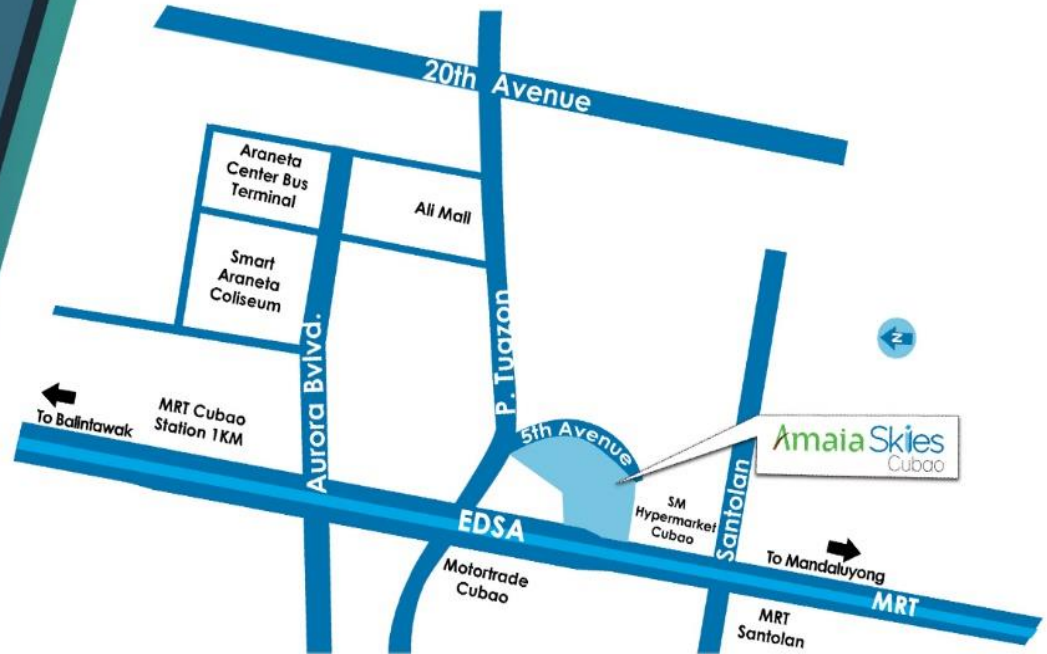 20th Avenue
Araneta
Center Bus
Terminal
Ali Mall
Smart
Araneta
Coliseum
Aurora Bvlvd.
P. Tuazon
N
To Balintawak
MRT Cubao
Station 1KM
5th Avenue
Amaia Skies
Cubao
SM
Hypermarket
Cubao
Santolan
EDSA
To Mandaluyong
Motortrade
Cubao
MRT
MRT
Santolan